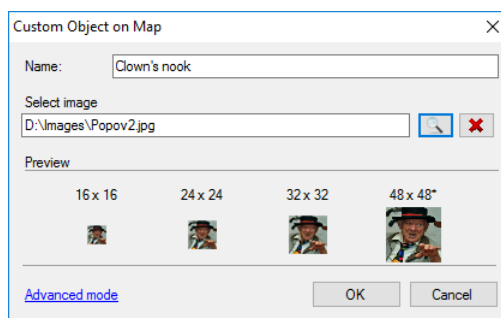 Custom Object on Map
Name: Clown's nook
Select image
D:\Images\Popov2.jpg
Preview
16 x 16 24 x 24 32 x 32 48 x 48*
Advanced mode OK Cancel